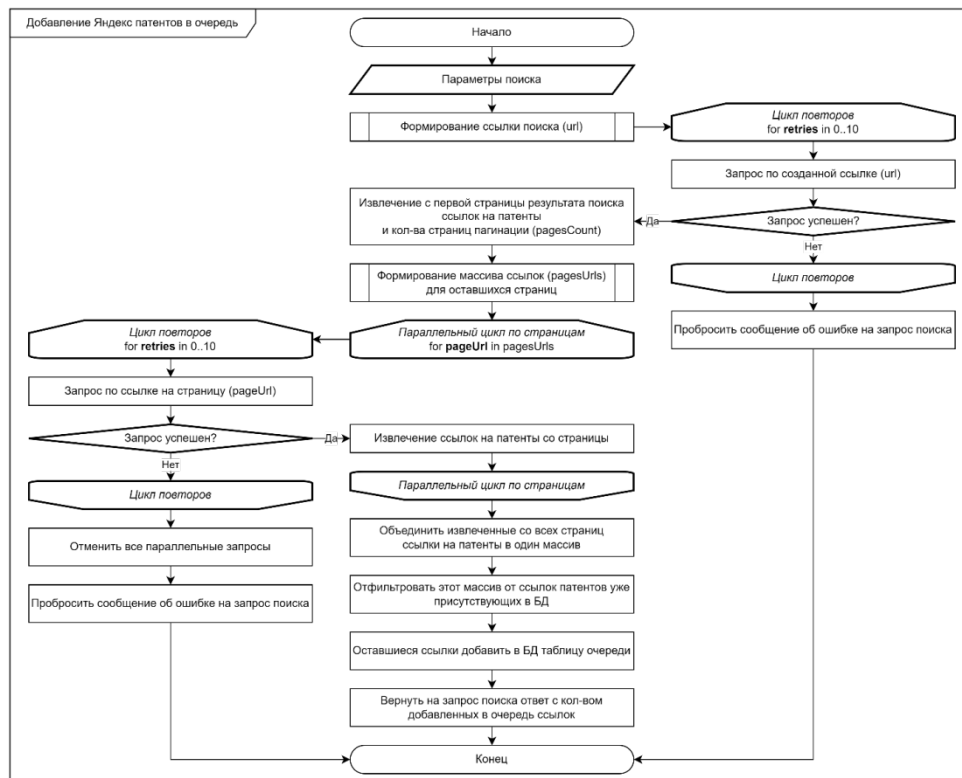 Добавление Яндекс патентов в очередь
Начало
Параметры поиска
Формирование ссылки поиска (url)
Цикл повторов
for retries in 0..10
Запрос по созданной ссылке (url)
Запрос успешен?
Да
Нет
Извлечение с первой страницы результата поиска
ссылок на патенты
и кол-ва страниц пагинации (pagesCount)
Цикл повторов
Пробросить сообщение об ошибке на запрос поиска
Формирование массива ссылок (pagesUrls)
для оставшихся страниц
Параллельный цикл по страницам
for pageUrl in pagesUrls
Цикл повторов
for retries in 0..10
Запрос по ссылке на страницу (pageUrl)
Запрос успешен?
Да
Нет
Извлечение ссылок на патенты со страницы
Цикл повторов
Отменить все параллельные запросы
Пробросить сообщение об ошибке на запрос поиска
Параллельный цикл по страницам
Объединить извлеченные со всех страниц
ссылки на патенты в один массив
Отфильтровать этот массив от ссылок патентов уже
присутствующих в БД
Оставшиеся ссылки добавить в БД таблицу очереди
Вернуть на запрос поиска ответ с кол-вом
добавленных в очередь ссылок
Конец